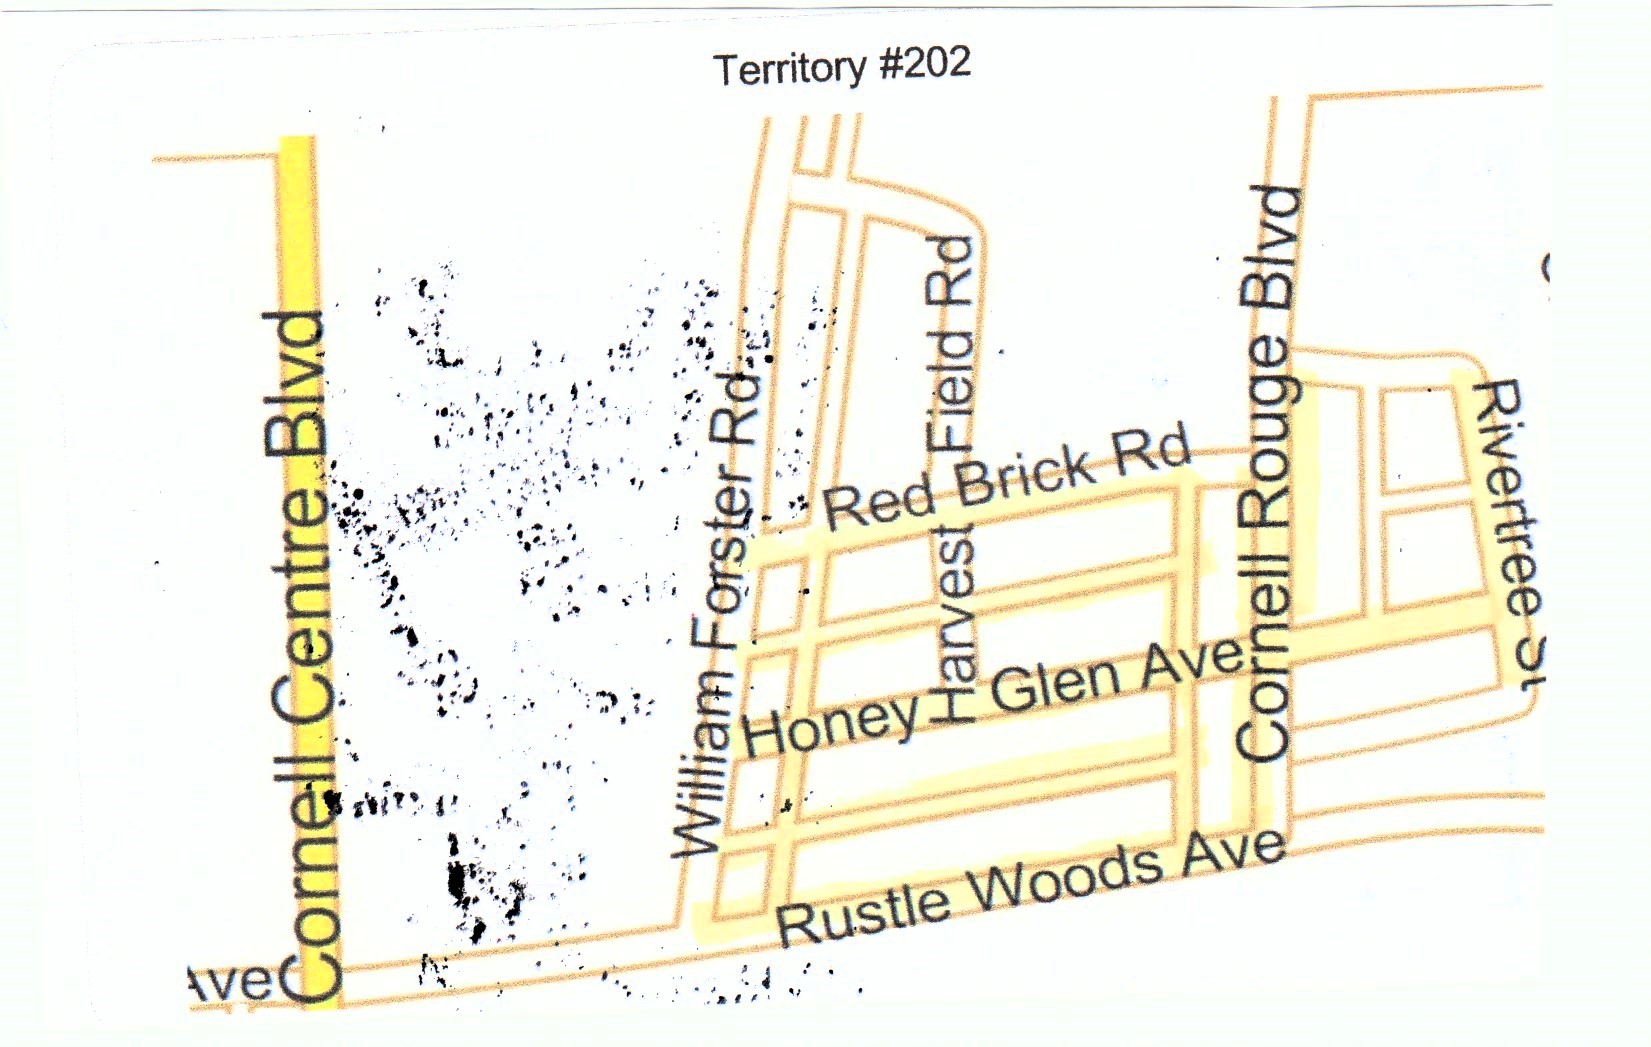 Territory #202
Cornell Centre Blvd
William Forster Rd
Harvest Field Rd
Red Brick Rd
Cornell Rouge Blvd
Rivertree St
Honey Glen Ave
Rustle Woods Ave
Ave